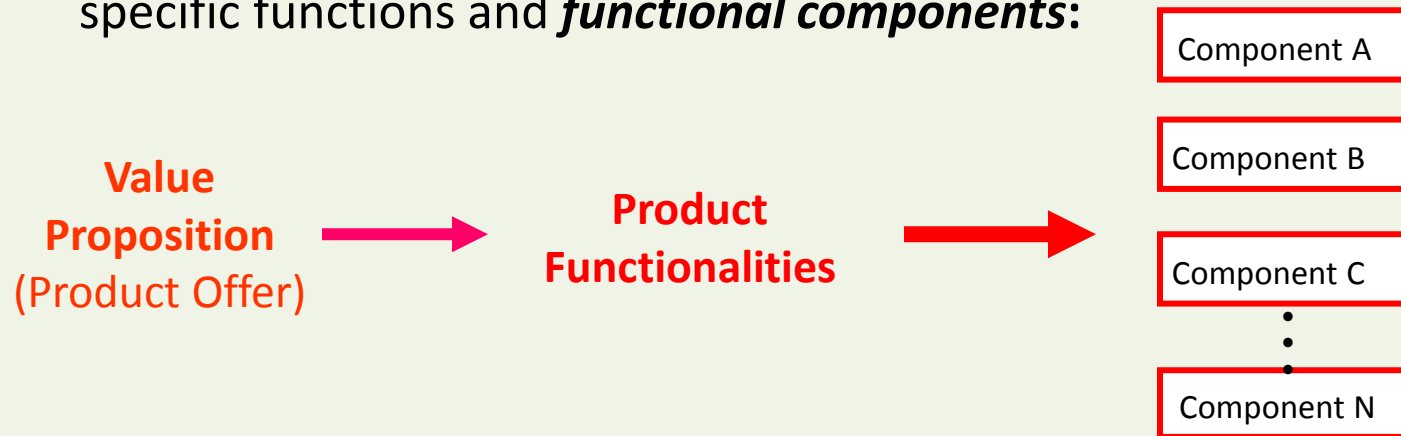 specific functions and functional components:
Component A
Component B
Value
Proposition
(Product Offer)
Product
Functionalities
Component C
Component N